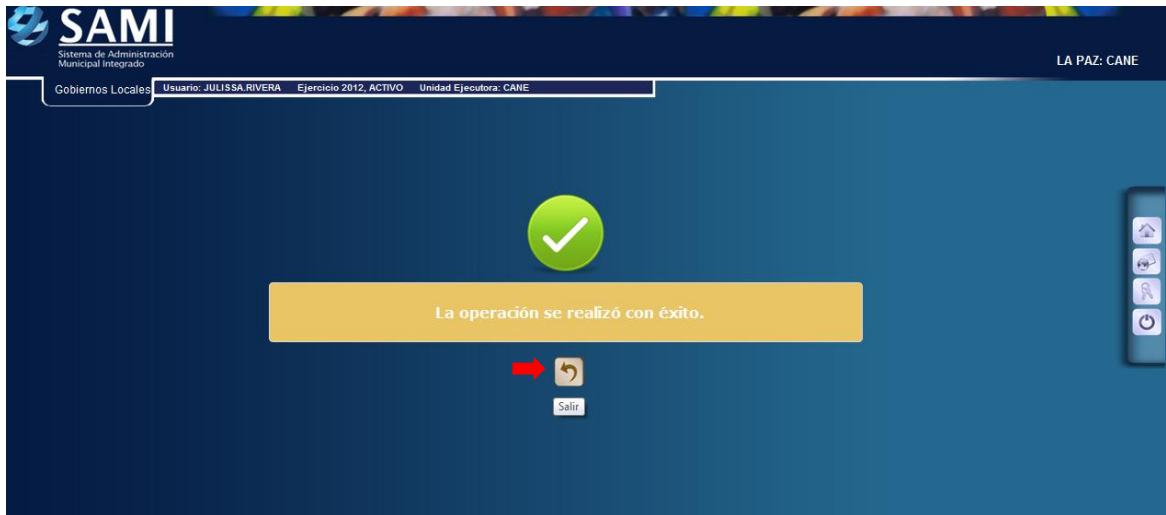 SAMI
Sistema de Administración
Municipal Integrado
LA PAZ: CANE
Gobiernos Locales
Usuario: JULISSA.RIVERA Ejercicio 2012, ACTIVO Unidad Ejecutora: CANE
La operación se realizó con éxito.
Salir